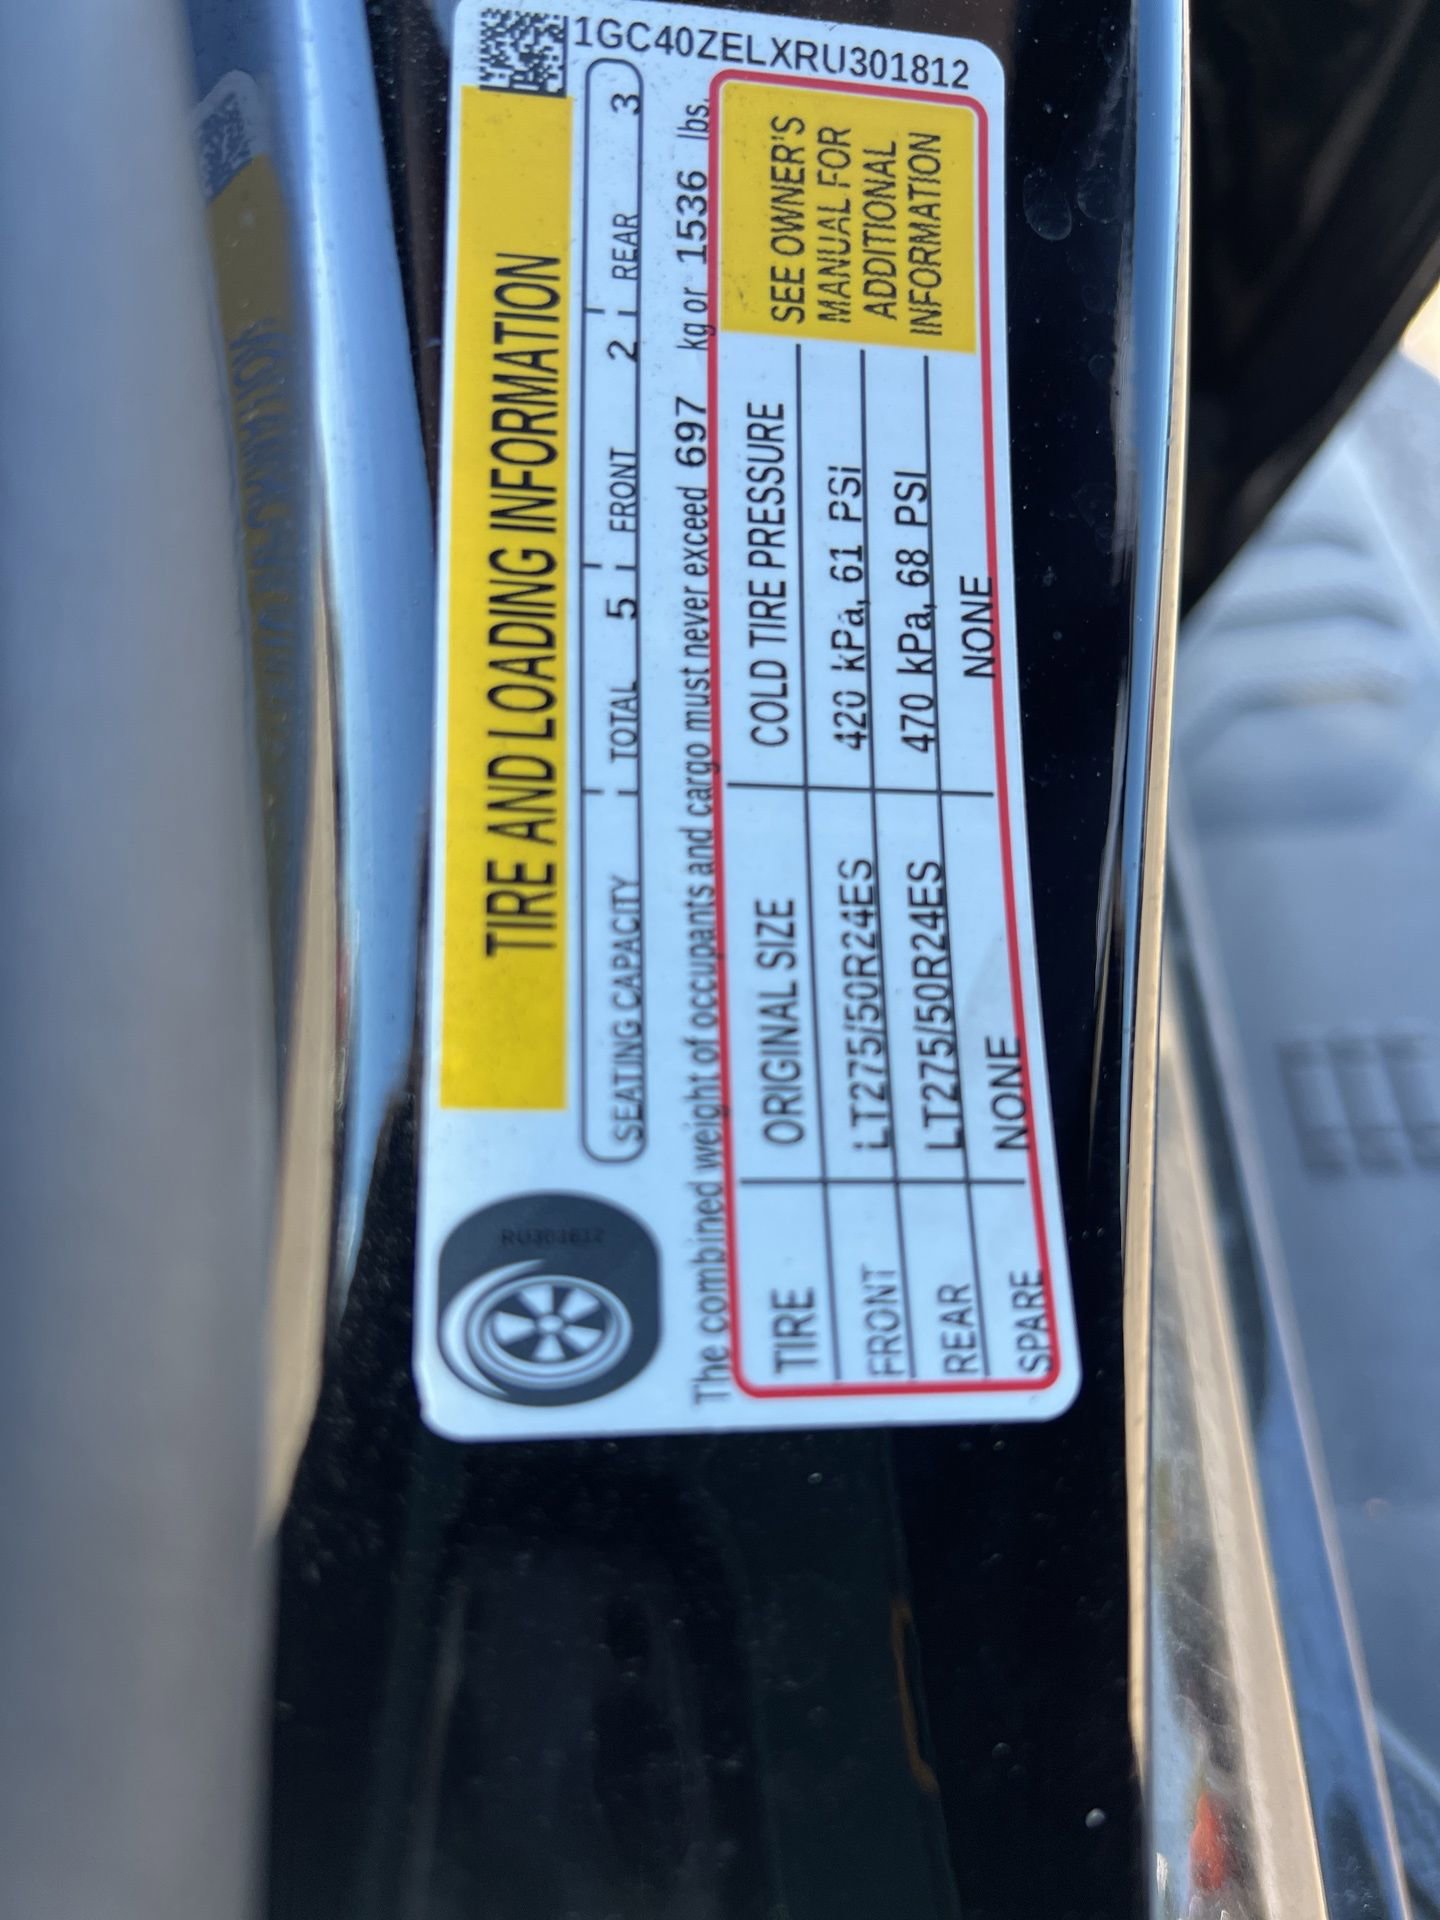 1GC40ZELXRU301812
TIRE AND LOADING INFORMATION
SEATING CAPACITY TOTAL 5 FRONT 2 REAR 3
The combined weight of occupants and cargo must never exceed 697 kg or 1536 lbs.
TIRE ORIGINAL SIZE COLD TIRE PRESSURE
FRONT LT275/50R24ES 420 kPa, 61 PSI
REAR LT275/50R24ES 470 kPa, 68 PSI
SPARE NONE NONE
SEE OWNER'S
MANUAL FOR
ADDITIONAL
INFORMATION
RU301812